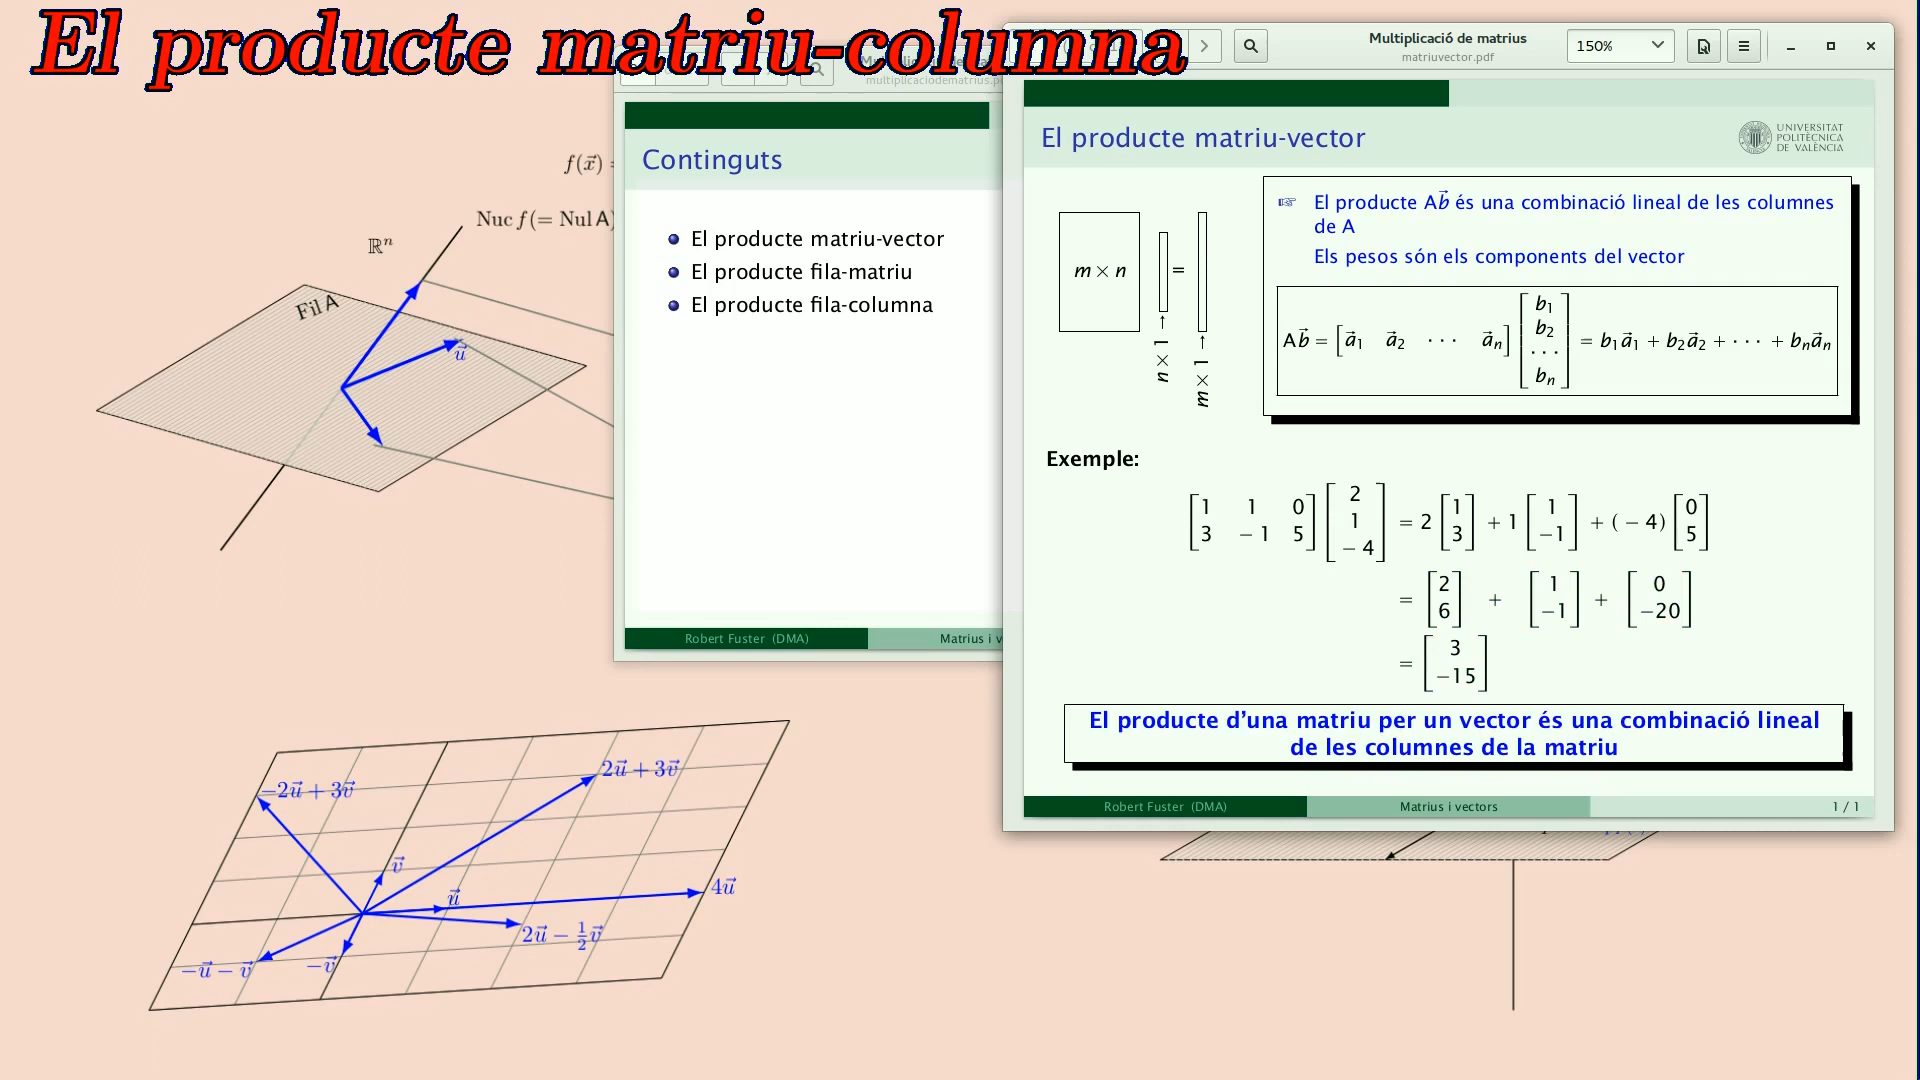 El producte matriu-columna
Multiplicació de matrius
matriuvector.pdf
150%
multiplicaciodematrius.p
f(x⃗) =
Nuc f(= Nul A)
ℝⁿ
Fil A
u⃗
Continguts
El producte matriu-vector
El producte fila-matriu
El producte fila-columna
Robert Fuster (DMA)
Matrius i v
El producte matriu-vector
UNIVERSITAT
POLITÈCNICA
DE VALÈNCIA
m × n
=
n × 1 →
m × 1 →
☞ El producte Ab⃗ és una combinació lineal de les columnes
de A
Els pesos són els components del vector
Ab⃗ = [a⃗₁ a⃗₂ · · · a⃗ₙ] [b₁ b₂ · · · bₙ] = b₁a⃗₁ + b₂a⃗₂ + · · · + bₙa⃗ₙ
Exemple:
[1 1 0; 3 −1 5] [2; 1; −4] = 2 [1; 3] + 1 [1; −1] + (−4) [0; 5]
= [2; 6] + [1; −1] + [0; −20]
= [3; −15]
El producte d'una matriu per un vector és una combinació lineal
de les columnes de la matriu
Robert Fuster (DMA)
Matrius i vectors
1 / 1
−2u⃗ + 3v⃗
2u⃗ + 3v⃗
v⃗
u⃗
4u⃗
2u⃗ − ½v⃗
−u⃗ − v⃗
−v⃗